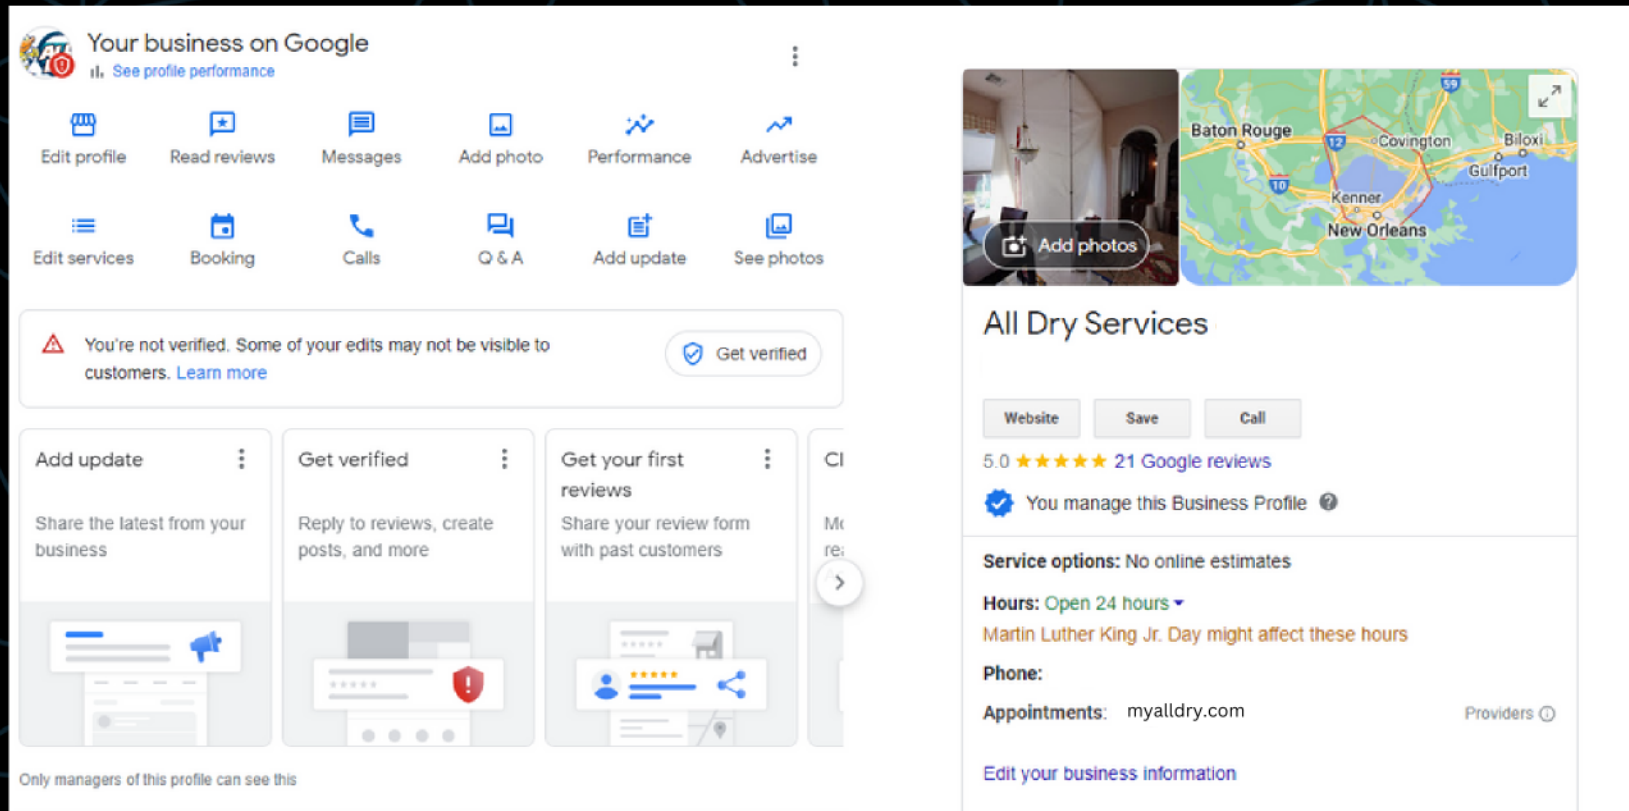 Your business on Google
See profile performance
Edit profile
Read reviews
Messages
Add photo
Performance
Advertise
Edit services
Booking
Calls
Q & A
Add update
See photos
You're not verified. Some of your edits may not be visible to
customers. Learn more
Get verified
Add update
Share the latest from your
business
Get verified
Reply to reviews, create
posts, and more
Get your first
reviews
Share your review form
with past customers
Only managers of this profile can see this
Add photos
59
Baton Rouge
12
Covington
Biloxi
Gulfport
10
Kenner
New Orleans
All Dry Services
Website
Save
Call
5.0
21 Google reviews
You manage this Business Profile
Service options: No online estimates
Hours: Open 24 hours
Martin Luther King Jr. Day might affect these hours
Phone:
Appointments: myalldry.com
Providers
Edit your business information